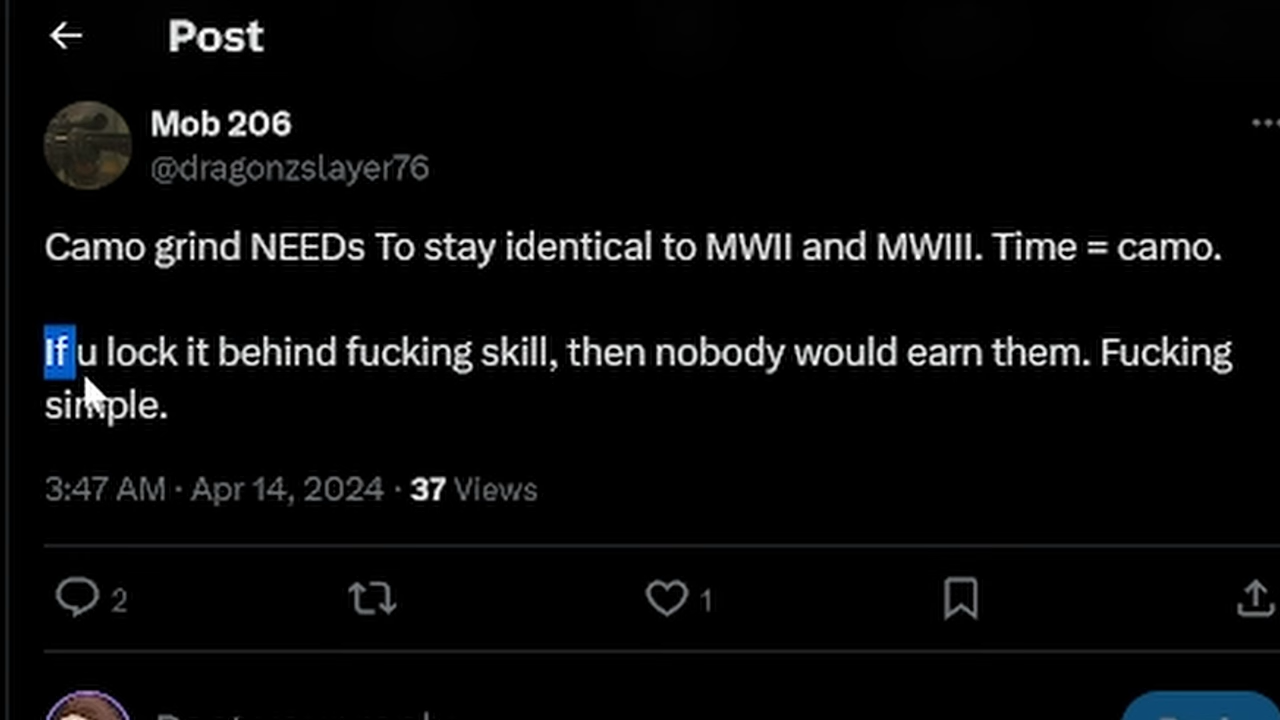 Post
Mob 206
@dragonzslayer76
Camo grind NEEDs To stay identical to MWII and MWIII. Time = camo.
If u lock it behind fucking skill, then nobody would earn them. Fucking
simple.
3:47 AM · Apr 14, 2024 · 37 Views
2
1